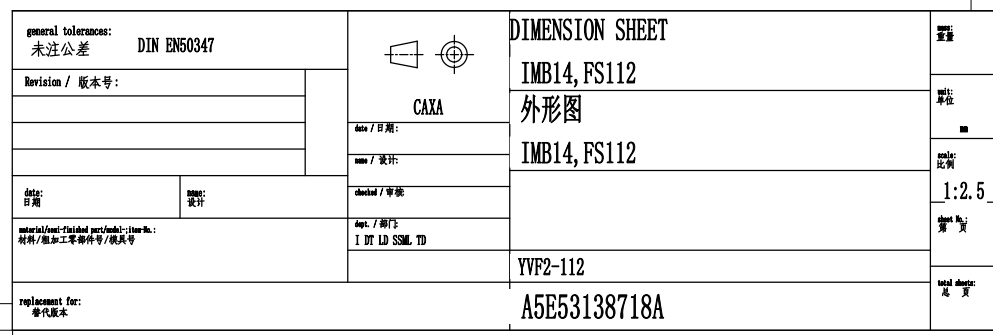 general tolerances:
未注公差
DIN EN50347
Revision / 版本号:
date:
日期
name:
设计
material/semi-finished part/model-;item-No.:
材料/粗加工零部件号/模具号
replacement for:
替代版本
CAXA
date / 日期:
name / 设计:
checked / 审核
dept. / 部门:
I DT LD SSML TD
DIMENSION SHEET
IMB14,FS112
外形图
IMB14,FS112
YVF2-112
A5E53138718A
mass:
重量
unit:
单位
mm
scale:
比例
1:2.5
sheet No.:
第 页
total sheets:
总 页